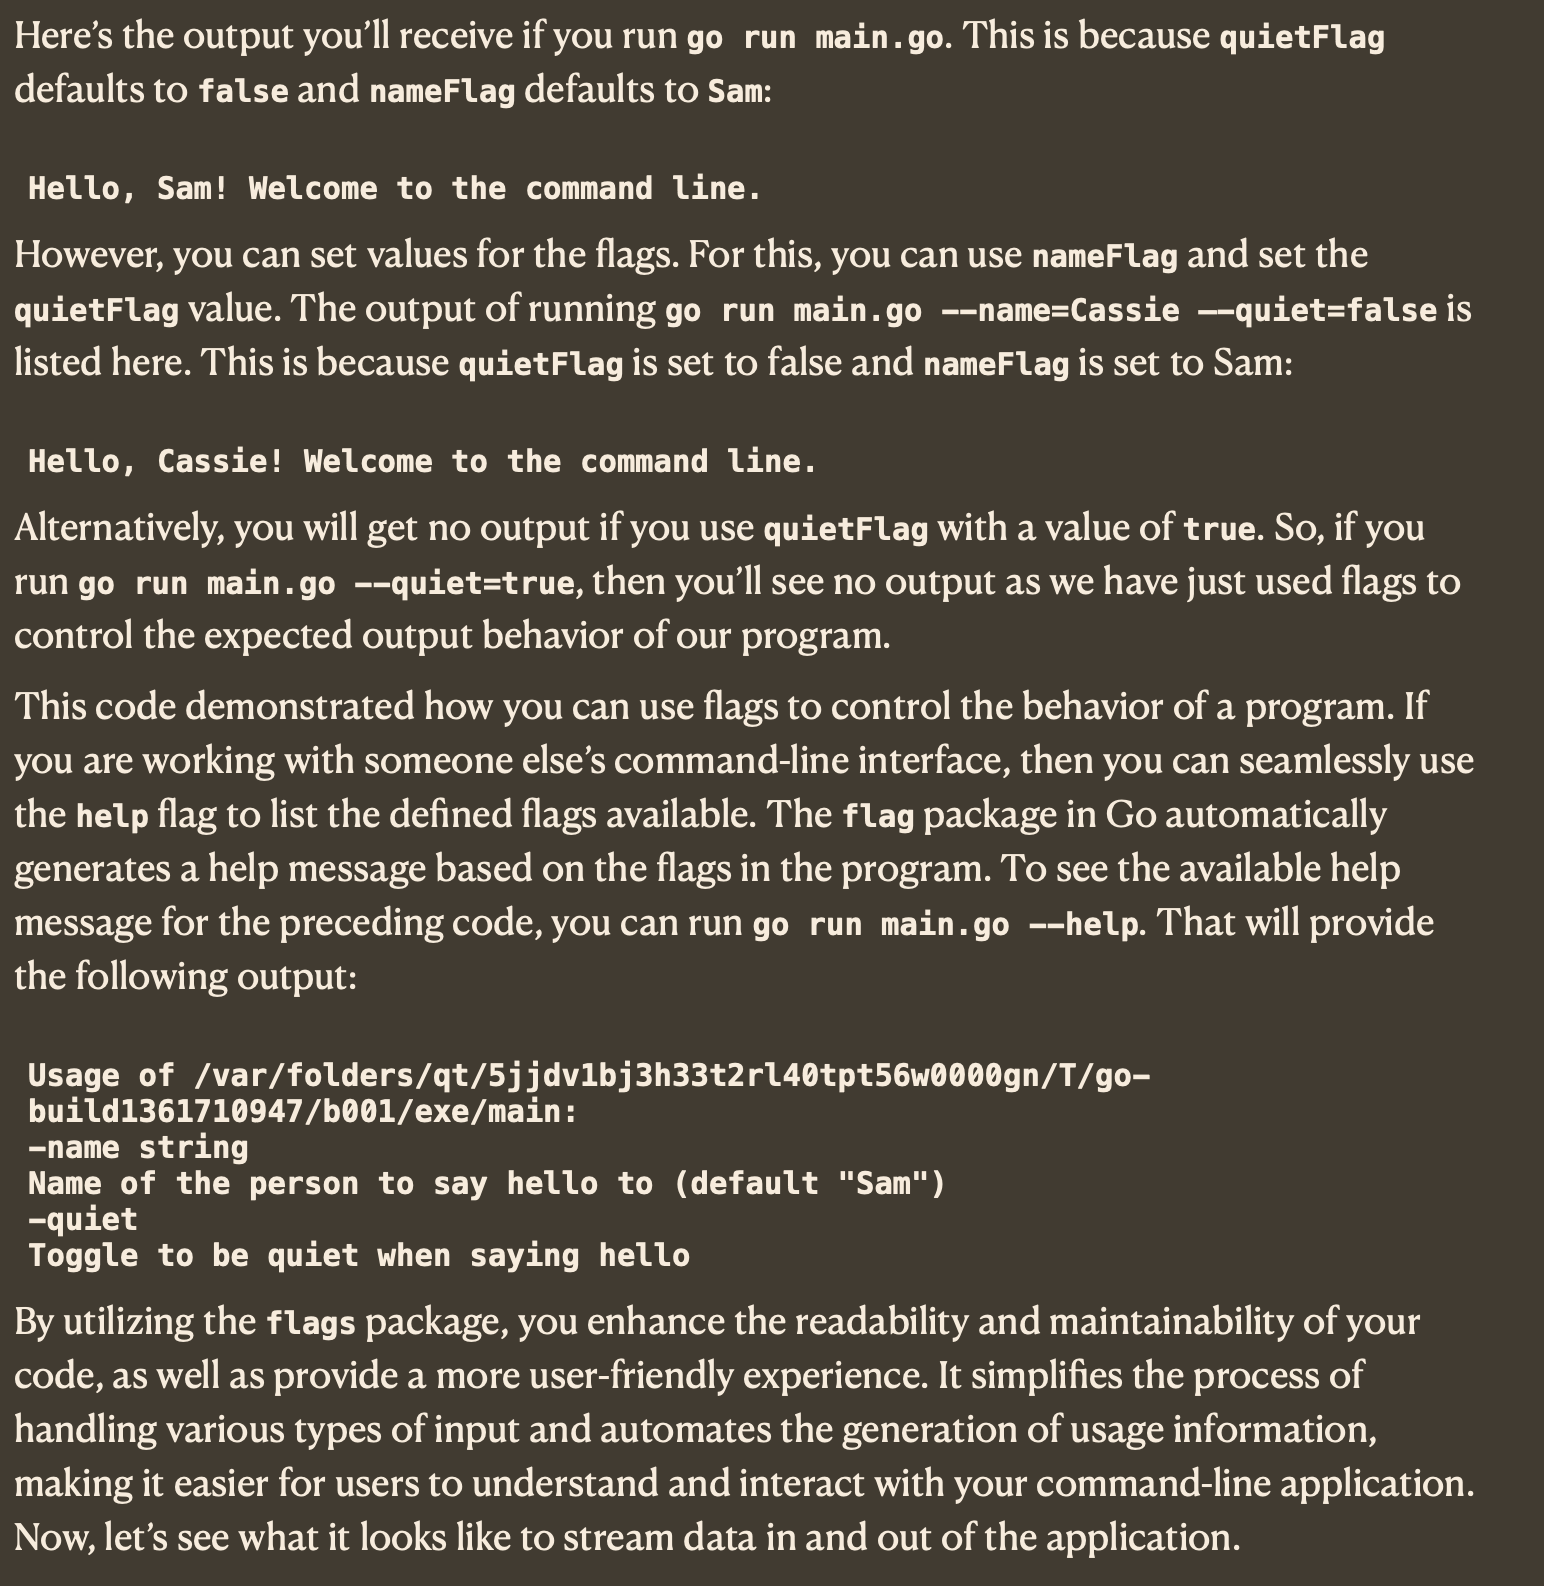 Here’s the output you’ll receive if you run go run main.go. This is because quietFlag
defaults to false and nameFlag defaults to Sam:
Hello, Sam! Welcome to the command line.
However, you can set values for the flags. For this, you can use nameFlag and set the
quietFlag value. The output of running go run main.go --name=Cassie --quiet=false is
listed here. This is because quietFlag is set to false and nameFlag is set to Sam:
Hello, Cassie! Welcome to the command line.
Alternatively, you will get no output if you use quietFlag with a value of true. So, if you
run go run main.go --quiet=true, then you’ll see no output as we have just used flags to
control the expected output behavior of our program.
This code demonstrated how you can use flags to control the behavior of a program. If
you are working with someone else’s command-line interface, then you can seamlessly use
the help flag to list the defined flags available. The flag package in Go automatically
generates a help message based on the flags in the program. To see the available help
message for the preceding code, you can run go run main.go --help. That will provide
the following output:
Usage of /var/folders/qt/5jjdv1bj3h33t2rl40tpt56w0000gn/T/go-
build1361710947/b001/exe/main:
-name string
Name of the person to say hello to (default "Sam")
-quiet
Toggle to be quiet when saying hello
By utilizing the flags package, you enhance the readability and maintainability of your
code, as well as provide a more user-friendly experience. It simplifies the process of
handling various types of input and automates the generation of usage information,
making it easier for users to understand and interact with your command-line application.
Now, let’s see what it looks like to stream data in and out of the application.